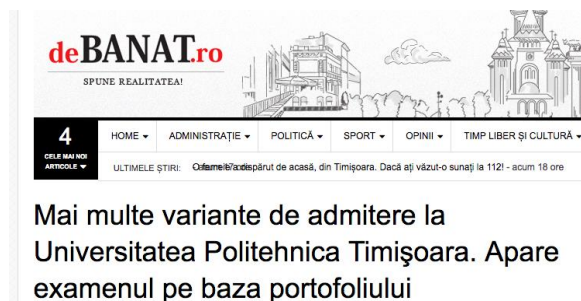 deBANAT.ro
SPUNE REALITATEA!
4
CELE MAI NOI
ARTICOLE
HOME
ADMINISTRAȚIE
POLITICĂ
SPORT
OPINII
TIMP LIBER ȘI CULTURĂ
ULTIMELE ȘTIRI:
dispărut de acasă, din Timișoara. Dacă ați văzut-o sunați la 112! - acum 18 ore
Mai multe variante de admitere la
Universitatea Politehnica Timişoara. Apare
examenul pe baza portofoliului